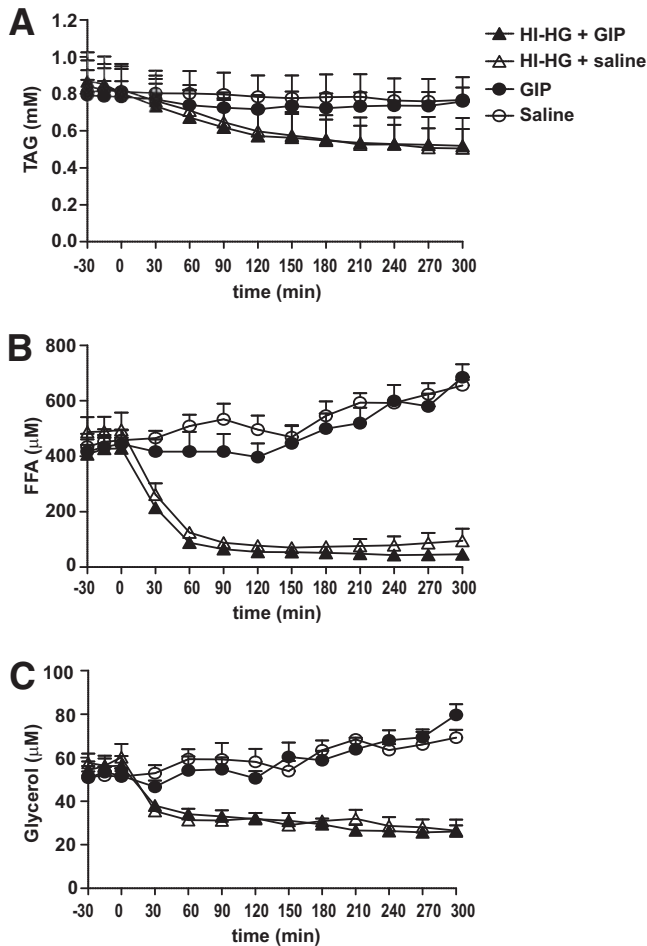 A
TAG (mM)
1.2
1.0
0.8
0.6
0.4
0.2
0.0
-30 0 30 60 90 120 150 180 210 240 270 300
time (min)
HI-HG + GIP
HI-HG + saline
GIP
Saline
B
FFA (µM)
800
600
400
200
0
-30 0 30 60 90 120 150 180 210 240 270 300
time (min)
C
Glycerol (µM)
100
80
60
40
20
0
-30 0 30 60 90 120 150 180 210 240 270 300
time (min)